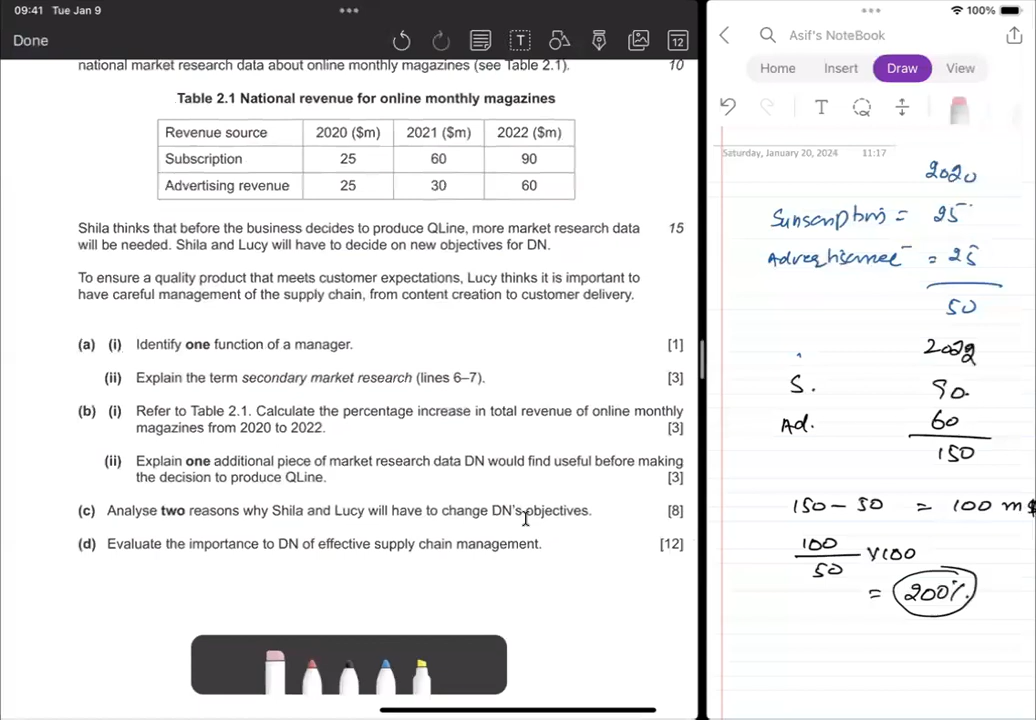 09:41 Tue Jan 9
100%
Done
12
Asif's NoteBook
Home Insert Draw View
national market research data about online monthly magazines (see Table 2.1). 10
Table 2.1 National revenue for online monthly magazines
Revenue source 2020 ($m) 2021 ($m) 2022 ($m)
Subscription 25 60 90
Advertising revenue 25 30 60
Shila thinks that before the business decides to produce QLine, more market research data 15
will be needed. Shila and Lucy will have to decide on new objectives for DN.
To ensure a quality product that meets customer expectations, Lucy thinks it is important to
have careful management of the supply chain, from content creation to customer delivery.
(a) (i) Identify one function of a manager. [1]
(ii) Explain the term secondary market research (lines 6–7). [3]
(b) (i) Refer to Table 2.1. Calculate the percentage increase in total revenue of online monthly
magazines from 2020 to 2022. [3]
(ii) Explain one additional piece of market research data DN would find useful before making
the decision to produce QLine. [3]
(c) Analyse two reasons why Shila and Lucy will have to change DN's objectives. [8]
(d) Evaluate the importance to DN of effective supply chain management. [12]
Saturday, January 20, 2024 11:17
2020
= 25
= 25
50
2022
S. 90
Ad. 60
150
150 - 50 = 100 m$
100
50
×100
= 200%